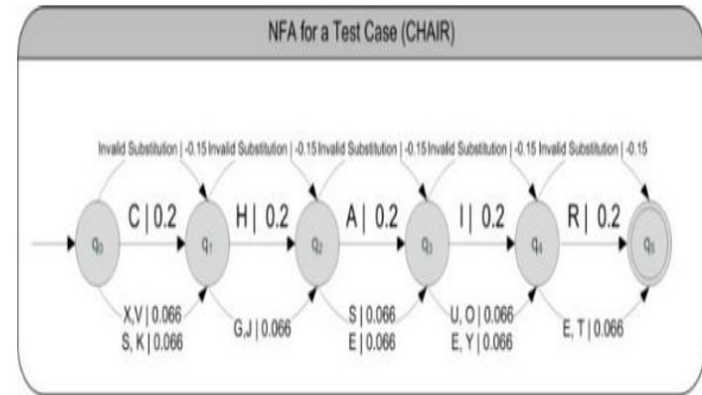 NFA for a Test Case (CHAIR)
Invalid Substitution | -0.15 Invalid Substitution | -0.15 Invalid Substitution | -0.15 Invalid Substitution | -0.15 Invalid Substitution | -0.15
C | 0.2 H | 0.2 A | 0.2 I | 0.2 R | 0.2
q₀ q₁ q₂ q₃ q₄ q₅
X,V | 0.066 G,J | 0.066 S | 0.066 U, O | 0.066 E, T | 0.066
S, K | 0.066 E | 0.066 E, Y | 0.066